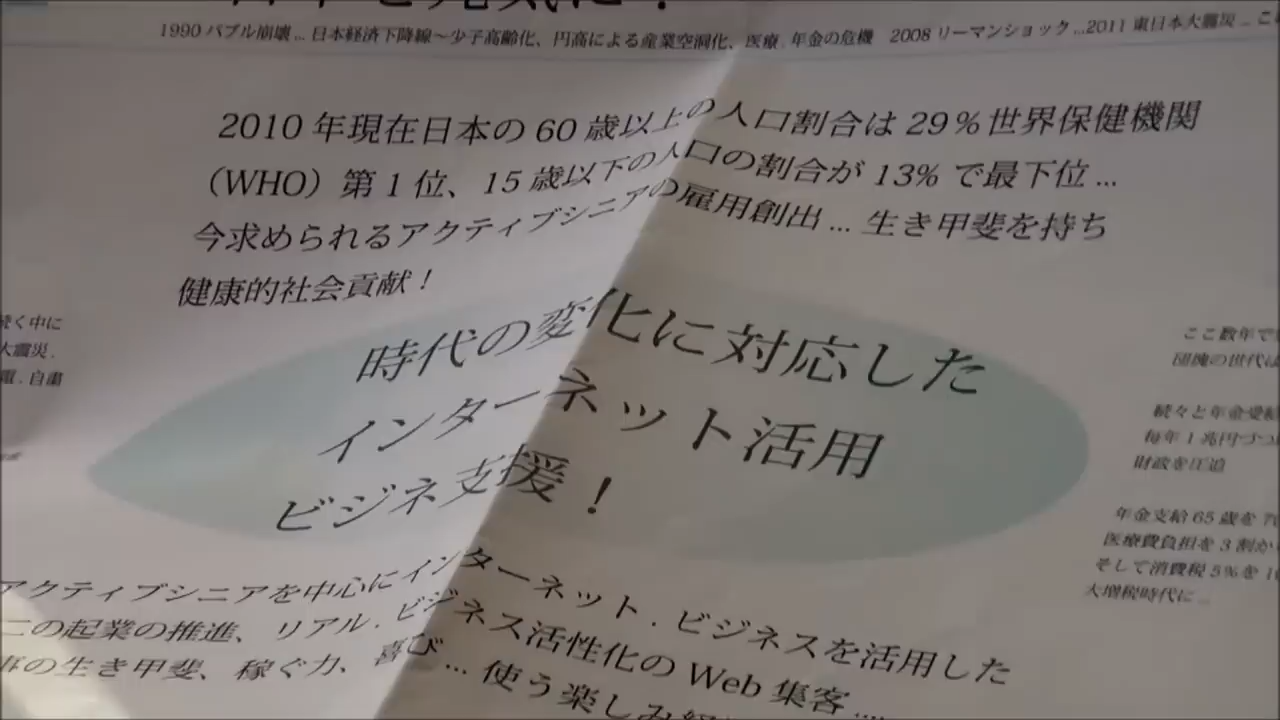 1990 バブル崩壊... 日本経済下降線～少子高齢化、円高による産業空洞化、医療.年金の危機 2008 リーマンショック...2011 東日本大震災...
2010 年現在日本の 60 歳以上の人口割合は 29％世界保健機関
（WHO）第 1 位、15 歳以下の人口の割合が 13% で最下位 ...
今求められるアクティブシニアの雇用創出 ... 生き甲斐を持ち
健康的社会貢献！
続く中に
大震災.
電.自粛
時代の変化に対応した
インターネット活用
ビジネス支援！
ここ数年で
団塊の世代は
続々と年金受給
毎年 1 兆円づつ
財政を圧迫
年金支給 65 歳を
医療費負担を 3 割か
そして消費税 5% を
大増税時代に ...
アクティブシニアを中心にインターネット . ビジネスを活用した
この起業の推進、リアル . ビジネス活性化の Web 集客 ....
事の生き甲斐、稼ぐ力、喜び ... 使う楽しみ